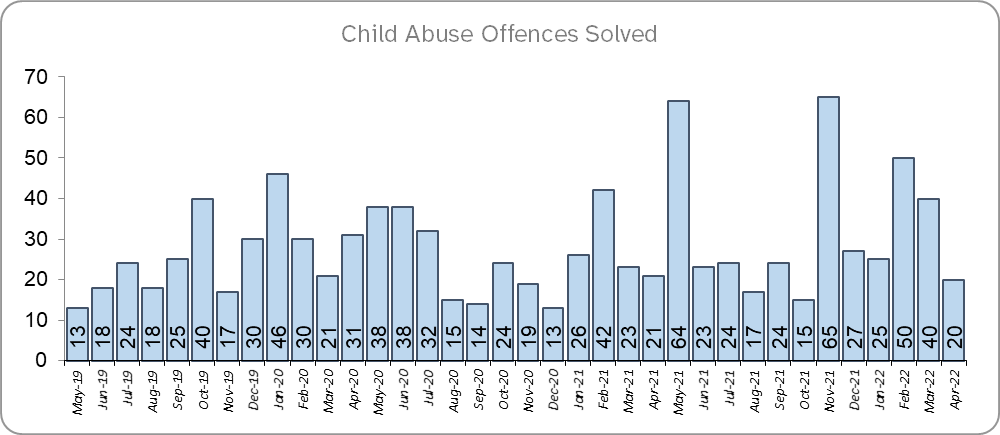 Child Abuse Offences Solved
70
60
50
40
30
20
10
0
13 18 24 18 25 40 17 30 46 30 21 31 38 38 32 15 14 24 19 13 26 42 23 21 64 23 24 17 24 15 65 27 25 50 40 20
May-19 Jun-19 Jul-19 Aug-19 Sep-19 Oct-19 Nov-19 Dec-19 Jan-20 Feb-20 Mar-20 Apr-20 May-20 Jun-20 Jul-20 Aug-20 Sep-20 Oct-20 Nov-20 Dec-20 Jan-21 Feb-21 Mar-21 Apr-21 May-21 Jun-21 Jul-21 Aug-21 Sep-21 Oct-21 Nov-21 Dec-21 Jan-22 Feb-22 Mar-22 Apr-22